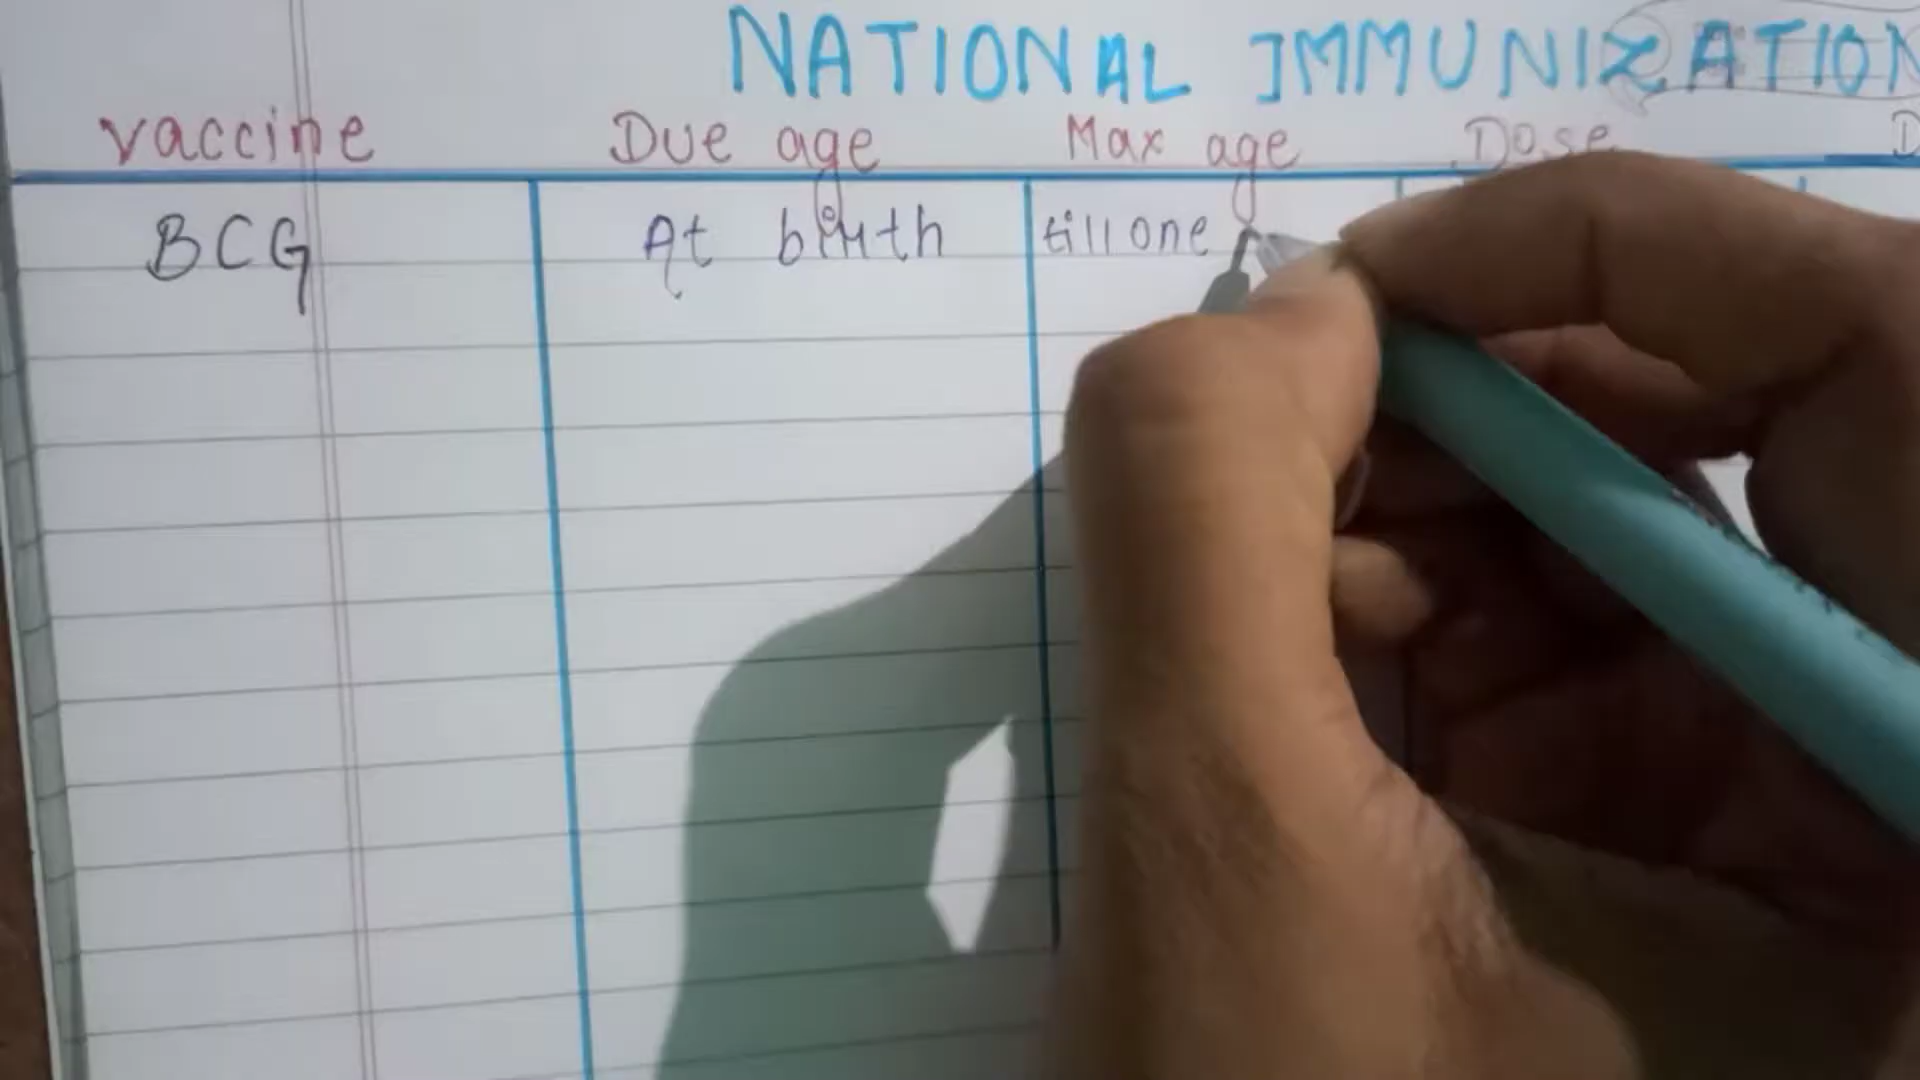 NATIONAL IMMUNIZATION
vaccine Due age Max age Dose D
BCG At birth till one